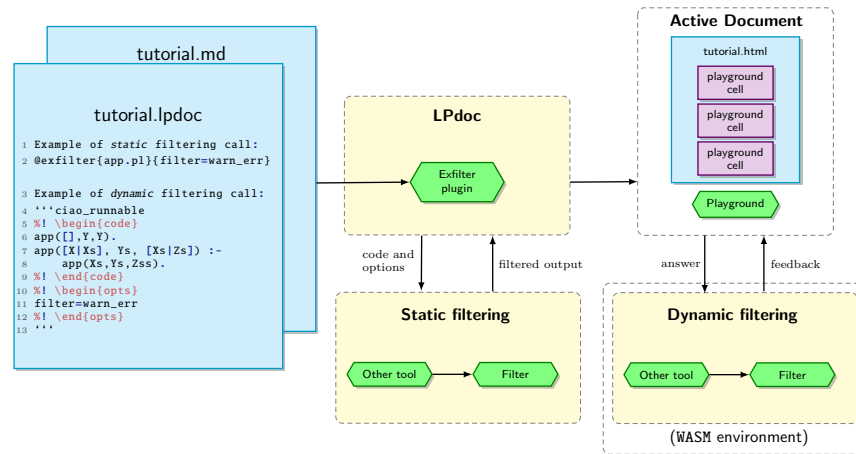 tutorial.md
tutorial.lpdoc
1 Example of static filtering call:
2 @exfilter{app.pl}{filter=warn_err}
3 Example of dynamic filtering call:
4 ‘‘‘ciao_runnable
5 %! \begin{code}
6 app([],Y,Y).
7 app([X|Xs], Ys, [Xs|Zs]) :-
8 app(Xs,Ys,Zss).
9 %! \end{code}
10 %! \begin{opts}
11 filter=warn_err
12 %! \end{opts}
13 ‘‘‘
LPdoc
Exfilter
plugin
code and
options
filtered output
Static filtering
Other tool
Filter
Active Document
tutorial.html
playground
cell
playground
cell
playground
cell
Playground
answer
feedback
Dynamic filtering
Other tool
Filter
(WASM environment)